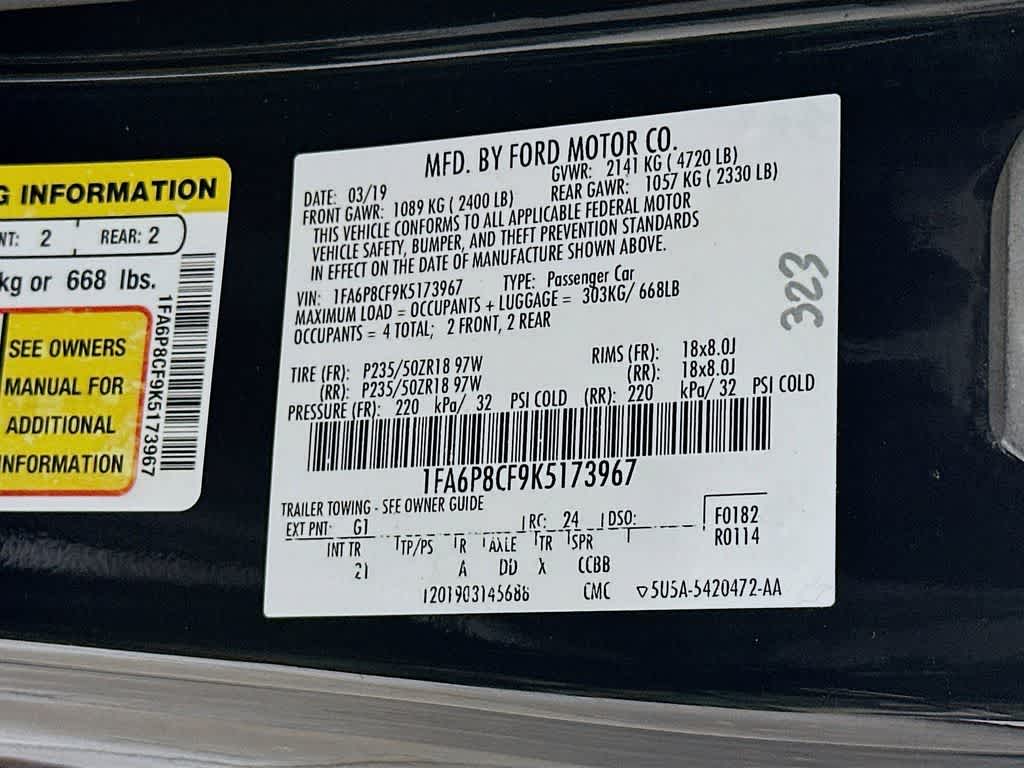 G INFORMATION
NT: 2 REAR: 2
kg or 668 lbs.
SEE OWNERS
MANUAL FOR
ADDITIONAL
INFORMATION
1FA6P8CF9K5173967
MFD. BY FORD MOTOR CO.
DATE: 03/19 GVWR: 2141 KG ( 4720 LB)
FRONT GAWR: 1089 KG ( 2400 LB) REAR GAWR: 1057 KG ( 2330 LB)
THIS VEHICLE CONFORMS TO ALL APPLICABLE FEDERAL MOTOR
VEHICLE SAFETY, BUMPER, AND THEFT PREVENTION STANDARDS
IN EFFECT ON THE DATE OF MANUFACTURE SHOWN ABOVE.
VIN: 1FA6P8CF9K5173967 TYPE: Passenger Car
MAXIMUM LOAD = OCCUPANTS + LUGGAGE = 303KG/ 668LB
OCCUPANTS = 4 TOTAL; 2 FRONT, 2 REAR
323
TIRE (FR): P235/50ZR18 97W RIMS (FR): 18x8.0J
(RR): P235/50ZR18 97W (RR): 18x8.0J
PRESSURE (FR): 220 kPa/ 32 PSI COLD (RR): 220 kPa/ 32 PSI COLD
1FA6P8CF9K5173967
TRAILER TOWING - SEE OWNER GUIDE
EXT PNT: G1 RC: 24 DSO: F0182
INT TR TP/PS R AXLE TR SPR R0114
21 A DD X CCBB
1201903145686 CMC 5U5A-5420472-AA